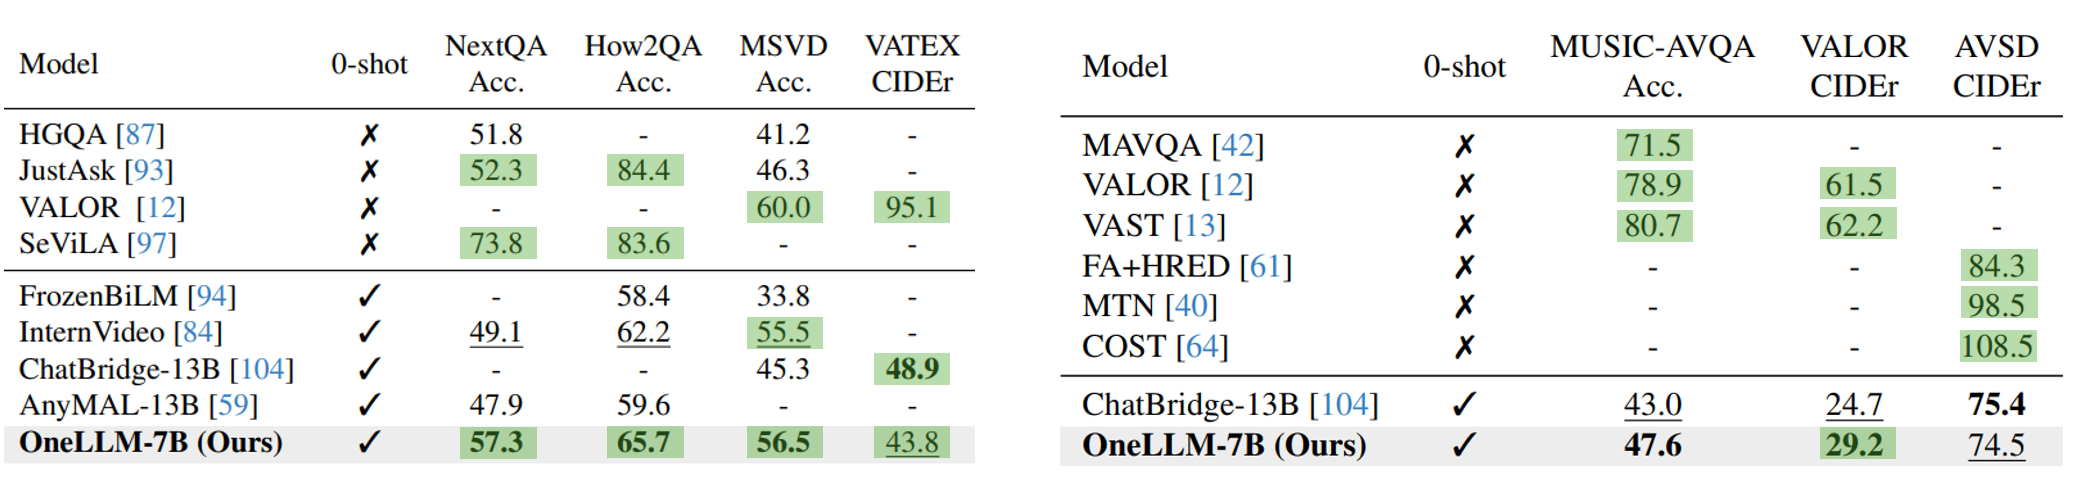 Model 0-shot NextQA How2QA MSVD VATEX
Acc. Acc. Acc. CIDEr
HGQA [87] ✗ 51.8 - 41.2 -
JustAsk [93] ✗ 52.3 84.4 46.3 -
VALOR [12] ✗ - - 60.0 95.1
SeViLA [97] ✗ 73.8 83.6 - -
FrozenBiLM [94] ✓ - 58.4 33.8 -
InternVideo [84] ✓ 49.1 62.2 55.5 -
ChatBridge-13B [104] ✓ - - 45.3 48.9
AnyMAL-13B [59] ✓ 47.9 59.6 - -
OneLLM-7B (Ours) ✓ 57.3 65.7 56.5 43.8
Model 0-shot MUSIC-AVQA VALOR AVSD
Acc. CIDEr CIDEr
MAVQA [42] ✗ 71.5 - -
VALOR [12] ✗ 78.9 61.5 -
VAST [13] ✗ 80.7 62.2 -
FA+HRED [61] ✗ - - 84.3
MTN [40] ✗ - - 98.5
COST [64] ✗ - - 108.5
ChatBridge-13B [104] ✓ 43.0 24.7 75.4
OneLLM-7B (Ours) ✓ 47.6 29.2 74.5